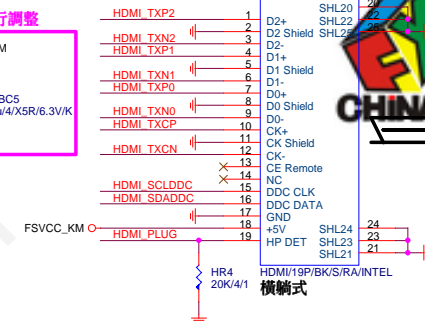 行調整
M
BC5
/4/X5R/6.3V/K
HDMI_TXP2 1 D2+
2 D2 Shield
HDMI_TXN2 3 D2-
HDMI_TXP1 4 D1+
5 D1 Shield
HDMI_TXN1 6 D1-
HDMI_TXP0 7 D0+
8 D0 Shield
HDMI_TXN0 9 D0-
HDMI_TXCP 10 CK+
11 CK Shield
HDMI_TXCN 12 CK-
13 CE Remote
14 NC
HDMI_SCLDDC 15 DDC CLK
HDMI_SDADDC 16 DDC DATA
17 GND
FSVCC_KM 18 +5V
HDMI_PLUG 19 HP DET
SHL20 20
SHL22 22
SHL25
SHL24 24
SHL23 23
SHL21 21
HDMI/19P/BK/S/RA/INTEL
橫躺式
HR4
20K/4/1
CHINA